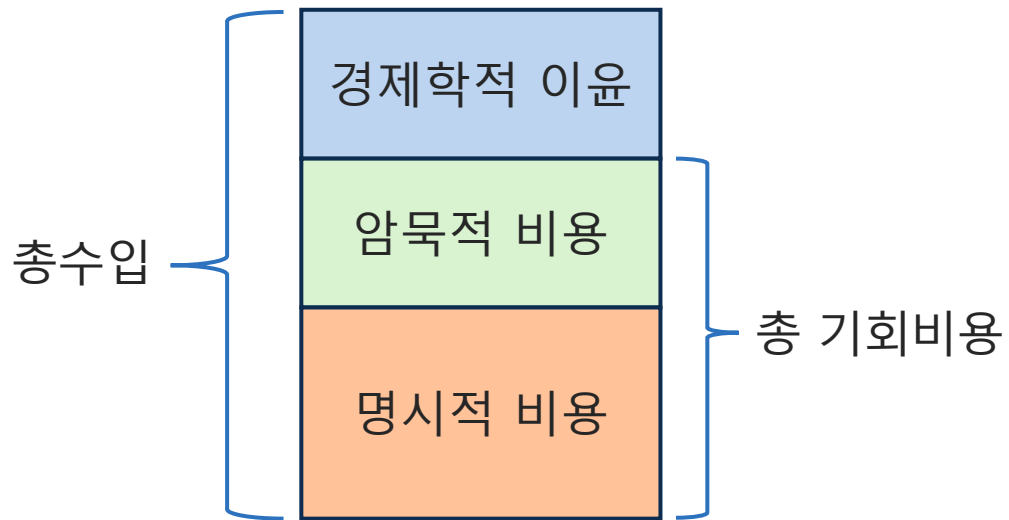 경제학적 이윤
암묵적 비용
총수입
총 기회비용
명시적 비용